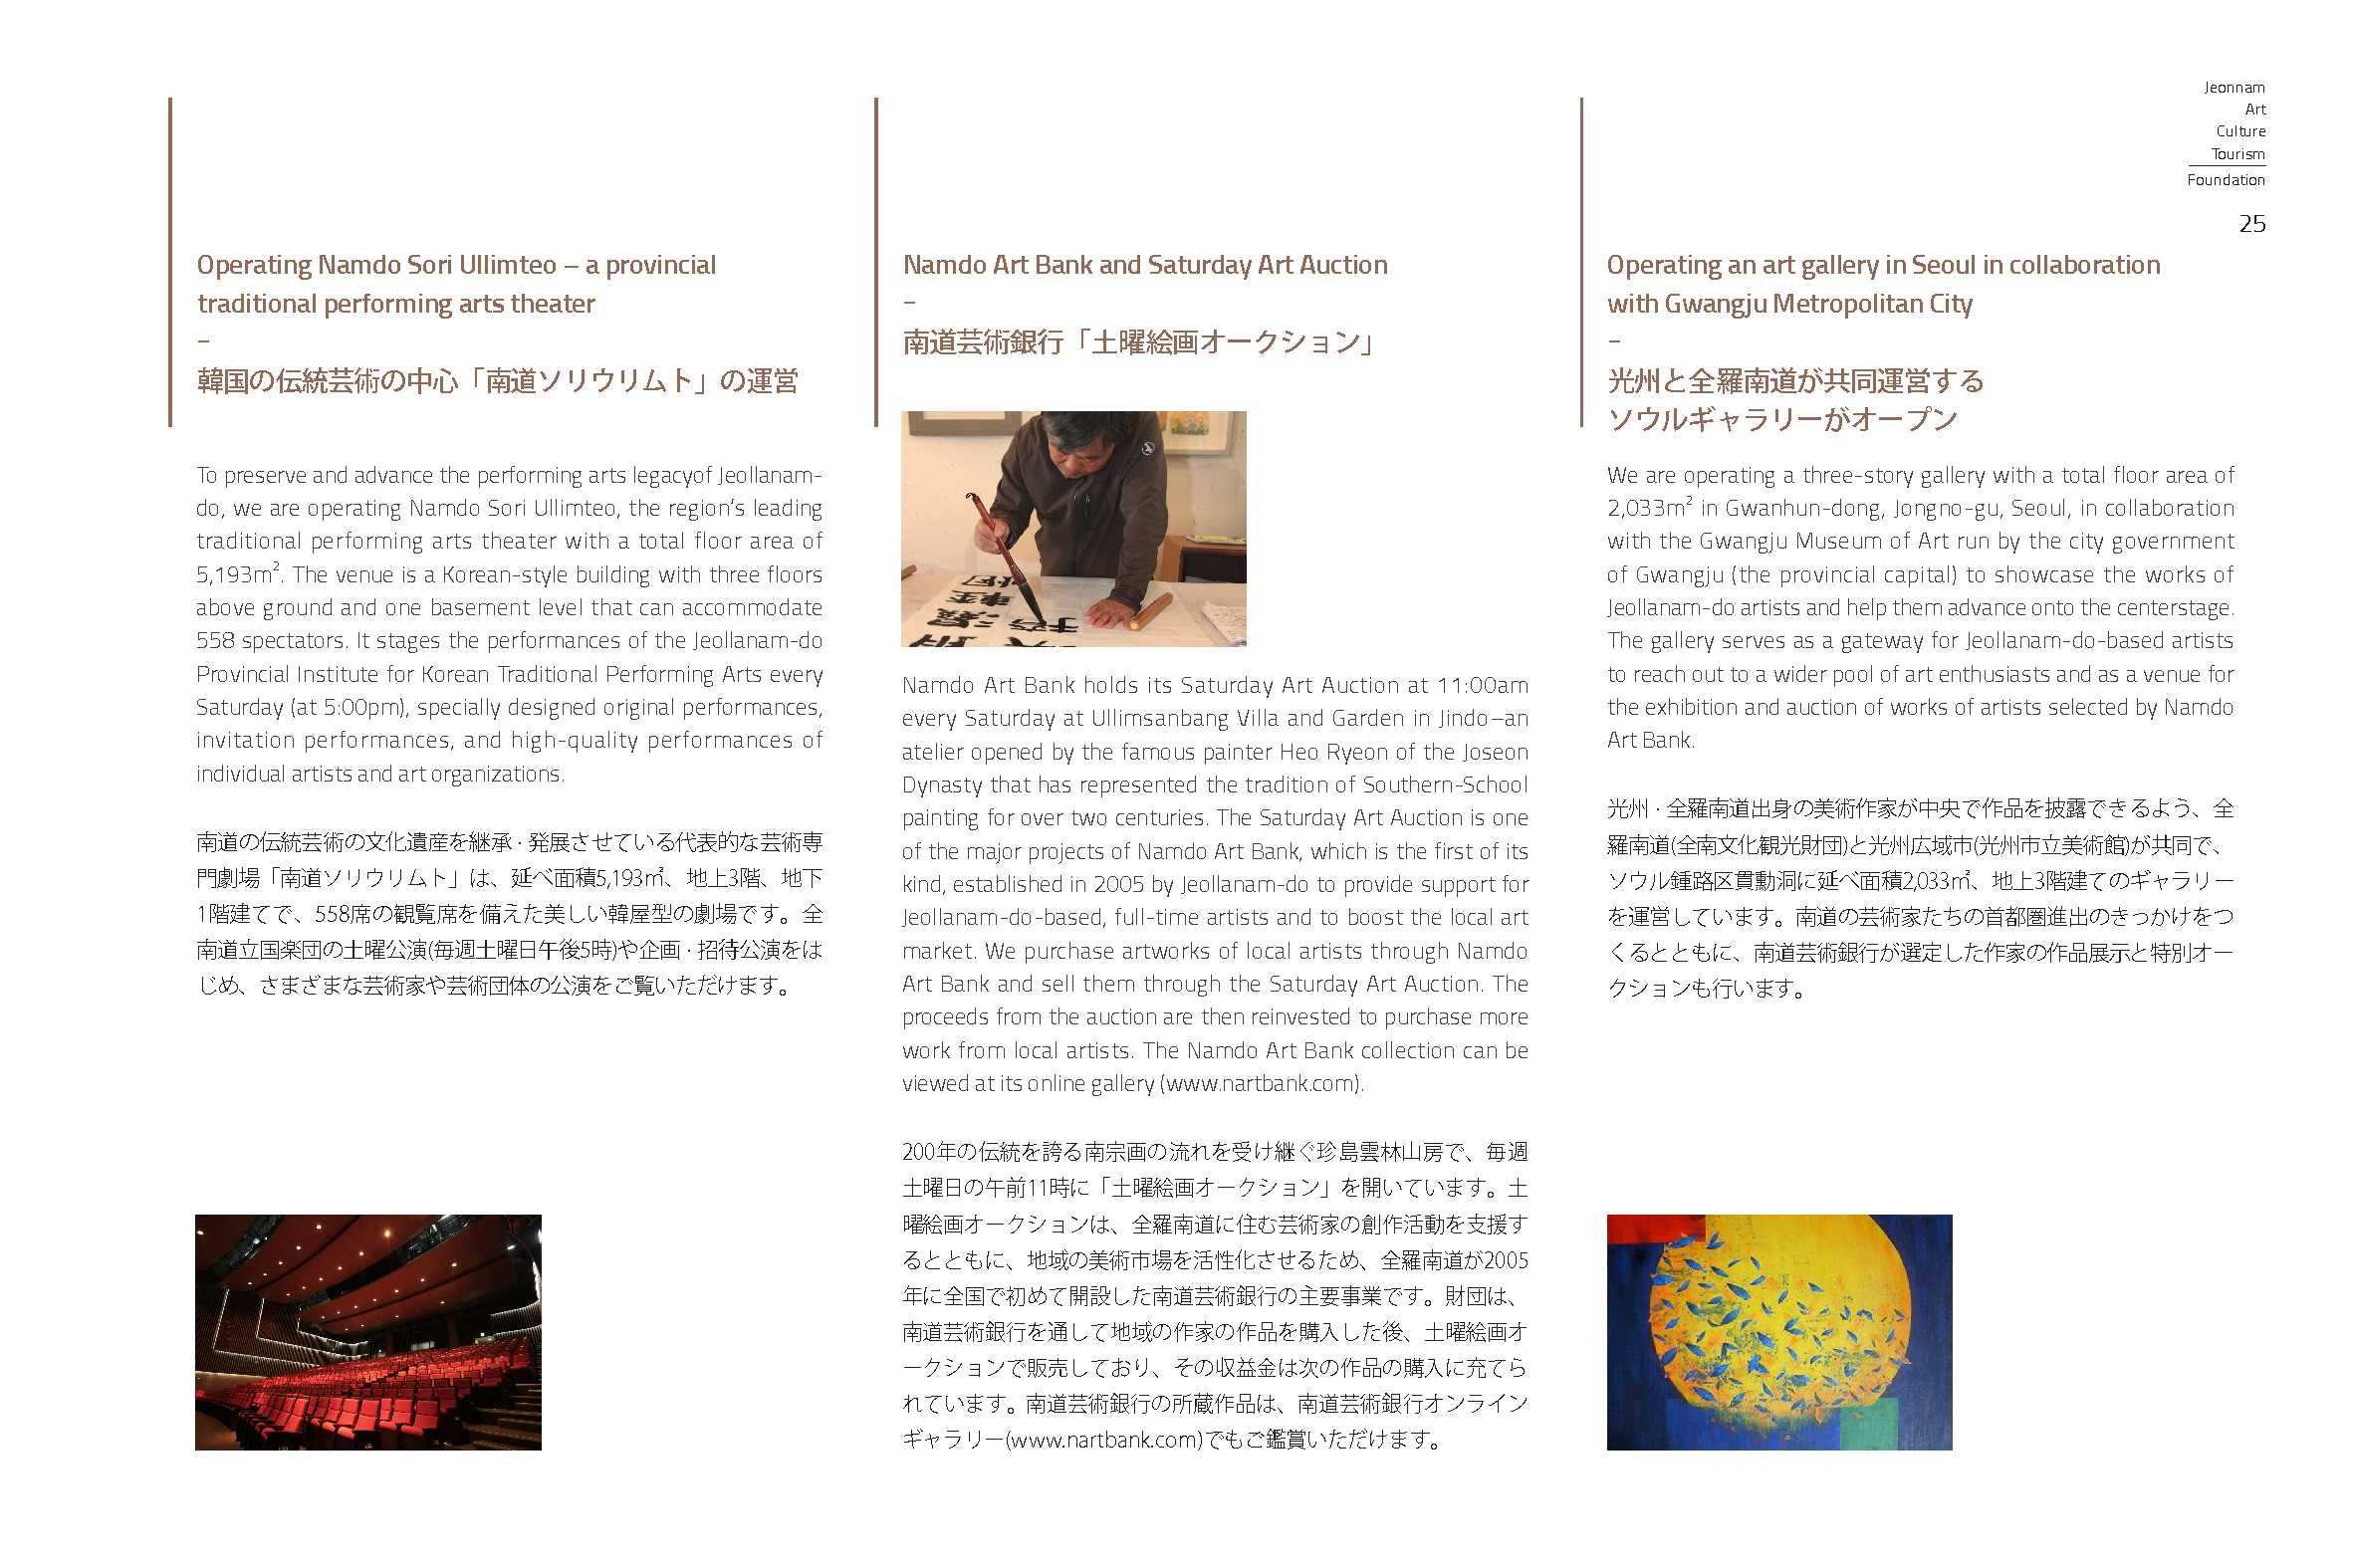 Jeonnam
Art
Culture
Tourism
Foundation
25
Operating Namdo Sori Ullimteo – a provincial
traditional performing arts theater
–
韓国の伝統芸術の中心「南道ソリウリムト」の運営
To preserve and advance the performing arts legacyof Jeollanam-
do, we are operating Namdo Sori Ullimteo, the region’s leading
traditional performing arts theater with a total floor area of
5,193m². The venue is a Korean-style building with three floors
above ground and one basement level that can accommodate
558 spectators. It stages the performances of the Jeollanam-do
Provincial Institute for Korean Traditional Performing Arts every
Saturday (at 5:00pm), specially designed original performances,
invitation performances, and high-quality performances of
individual artists and art organizations.
南道の伝統芸術の文化遺産を継承·発展させている代表的な芸術専
門劇場「南道ソリウリムト」は、延べ面積5,193㎡、地上3階、地下
1階建てで、558席の観覧席を備えた美しい韓屋型の劇場です。全
南道立国楽団の土曜公演(毎週土曜日午後5時)や企画·招待公演をは
じめ、さまざまな芸術家や芸術団体の公演をご覧いただけます。
Namdo Art Bank and Saturday Art Auction
–
南道芸術銀行「土曜絵画オークション」
Namdo Art Bank holds its Saturday Art Auction at 11:00am
every Saturday at Ullimsanbang Villa and Garden in Jindo–an
atelier opened by the famous painter Heo Ryeon of the Joseon
Dynasty that has represented the tradition of Southern-School
painting for over two centuries. The Saturday Art Auction is one
of the major projects of Namdo Art Bank, which is the first of its
kind, established in 2005 by Jeollanam-do to provide support for
Jeollanam-do-based, full-time artists and to boost the local art
market. We purchase artworks of local artists through Namdo
Art Bank and sell them through the Saturday Art Auction. The
proceeds from the auction are then reinvested to purchase more
work from local artists. The Namdo Art Bank collection can be
viewed at its online gallery (www.nartbank.com).
200年の伝統を誇る南宗画の流れを受け継ぐ珍島雲林山房で、毎週
土曜日の午前11時に「土曜絵画オークション」を開いています。土
曜絵画オークションは、全羅南道に住む芸術家の創作活動を支援す
るとともに、地域の美術市場を活性化させるため、全羅南道が2005
年に全国で初めて開設した南道芸術銀行の主要事業です。財団は、
南道芸術銀行を通して地域の作家の作品を購入した後、土曜絵画オ
ークションで販売しており、その収益金は次の作品の購入に充てら
れています。南道芸術銀行の所蔵作品は、南道芸術銀行オンライン
ギャラリー(www.nartbank.com)でもご鑑賞いただけます。
Operating an art gallery in Seoul in collaboration
with Gwangju Metropolitan City
–
光州と全羅南道が共同運営する
ソウルギャラリーがオープン
We are operating a three-story gallery with a total floor area of
2,033m² in Gwanhun-dong, Jongno-gu, Seoul, in collaboration
with the Gwangju Museum of Art run by the city government
of Gwangju (the provincial capital) to showcase the works of
Jeollanam-do artists and help them advance onto the centerstage.
The gallery serves as a gateway for Jeollanam-do-based artists
to reach out to a wider pool of art enthusiasts and as a venue for
the exhibition and auction of works of artists selected by Namdo
Art Bank.
光州·全羅南道出身の美術作家が中央で作品を披露できるよう、全
羅南道(全南文化観光財団)と光州広域市(光州市立美術館)が共同で、
ソウル鍾路区貫勳洞に延べ面積2,033㎡、地上3階建てのギャラリー
を運営しています。南道の芸術家たちの首都圏進出のきっかけをつ
くるとともに、南道芸術銀行が選定した作家の作品展示と特別オー
クションも行います。